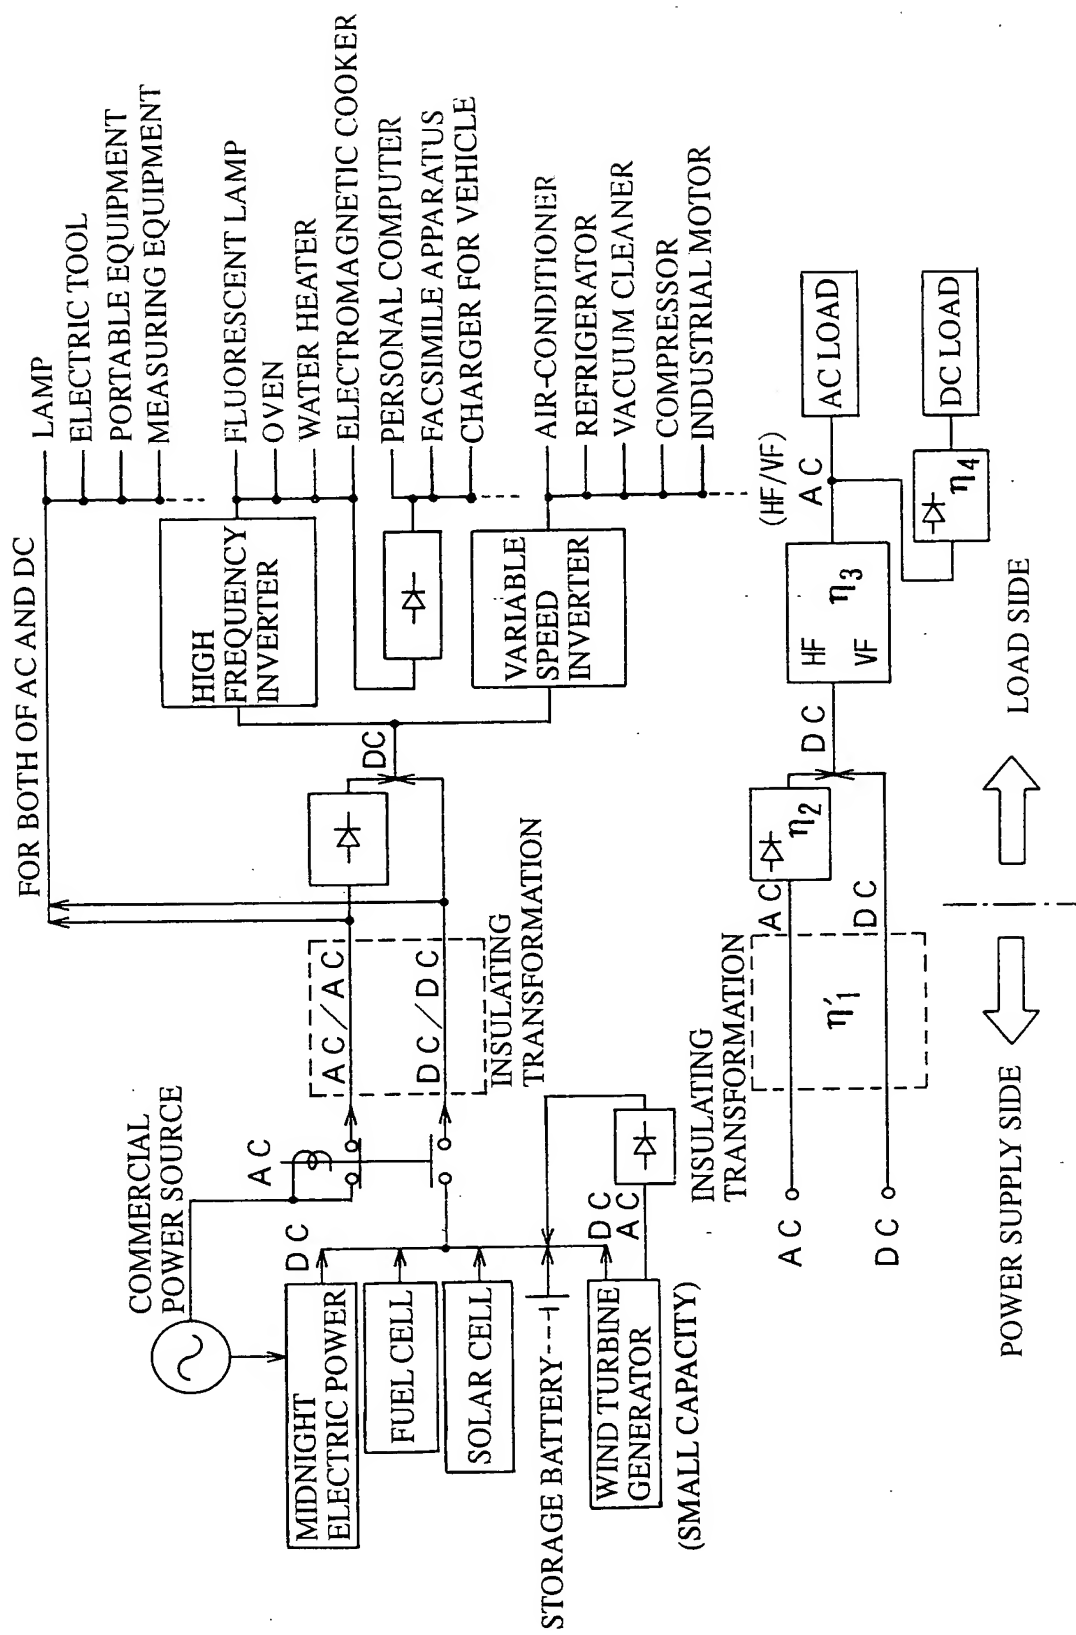 FOR BOTH OF AC AND DC
LAMP
ELECTRIC TOOL
PORTABLE EQUIPMENT
MEASURING EQUIPMENT
COMMERCIAL
POWER SOURCE
AC
DC
MIDNIGHT
ELECTRIC POWER
FUEL CELL
SOLAR CELL
STORAGE BATTERY
WIND TURBINE
GENERATOR
(SMALL CAPACITY)
DC
AC
AC/AC
DC/DC
INSULATING
TRANSFORMATION
DC
HIGH
FREQUENCY
INVERTER
FLUORESCENT LAMP
OVEN
WATER HEATER
ELECTROMAGNETIC COOKER
PERSONAL COMPUTER
FACSIMILE APPARATUS
CHARGER FOR VEHICLE
VARIABLE
SPEED
INVERTER
AIR-CONDITIONER
REFRIGERATOR
VACUUM CLEANER
COMPRESSOR
INDUSTRIAL MOTOR
INSULATING
TRANSFORMATION
AC
DC
η'1
AC
DC
η2
DC
HF
VF
η3
(HF/VF)
AC
AC LOAD
η4
DC LOAD
POWER SUPPLY SIDE
LOAD SIDE